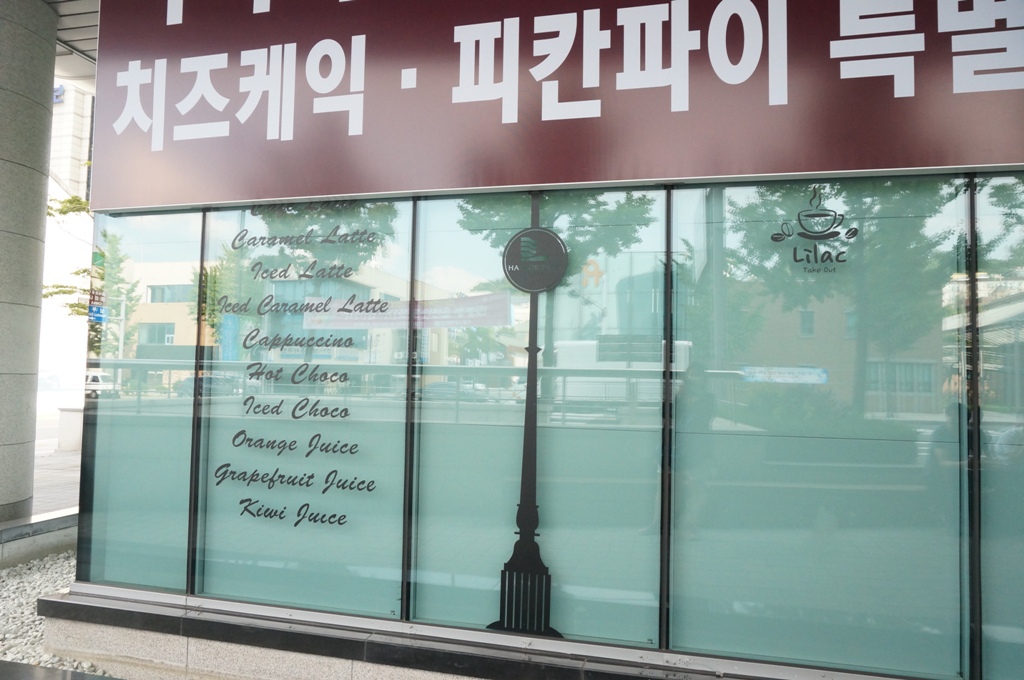 치즈케익 · 피칸파이 특별
Caramel Latte
Iced Latte
Iced Caramel Latte
Cappuccino
Hot Choco
Iced Choco
Orange Juice
Grapefruit Juice
Kiwi Juice
HA
Lilac
Take Out